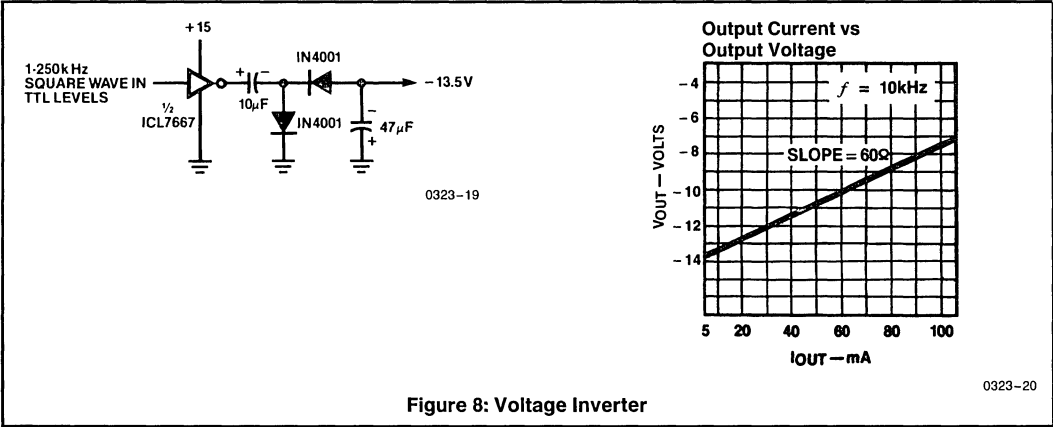 +15
1-250k Hz
SQUARE WAVE IN
TTL LEVELS
½
ICL7667
+ −
10µF
IN4001
IN4001
−13.5V
−
47µF
+
0323-19
Output Current vs
Output Voltage
f = 10kHz
SLOPE = 60Ω
VOUT — VOLTS
−4
−6
−8
−10
−12
−14
5 20 40 60 80 100
IOUT — mA
0323-20
Figure 8: Voltage Inverter